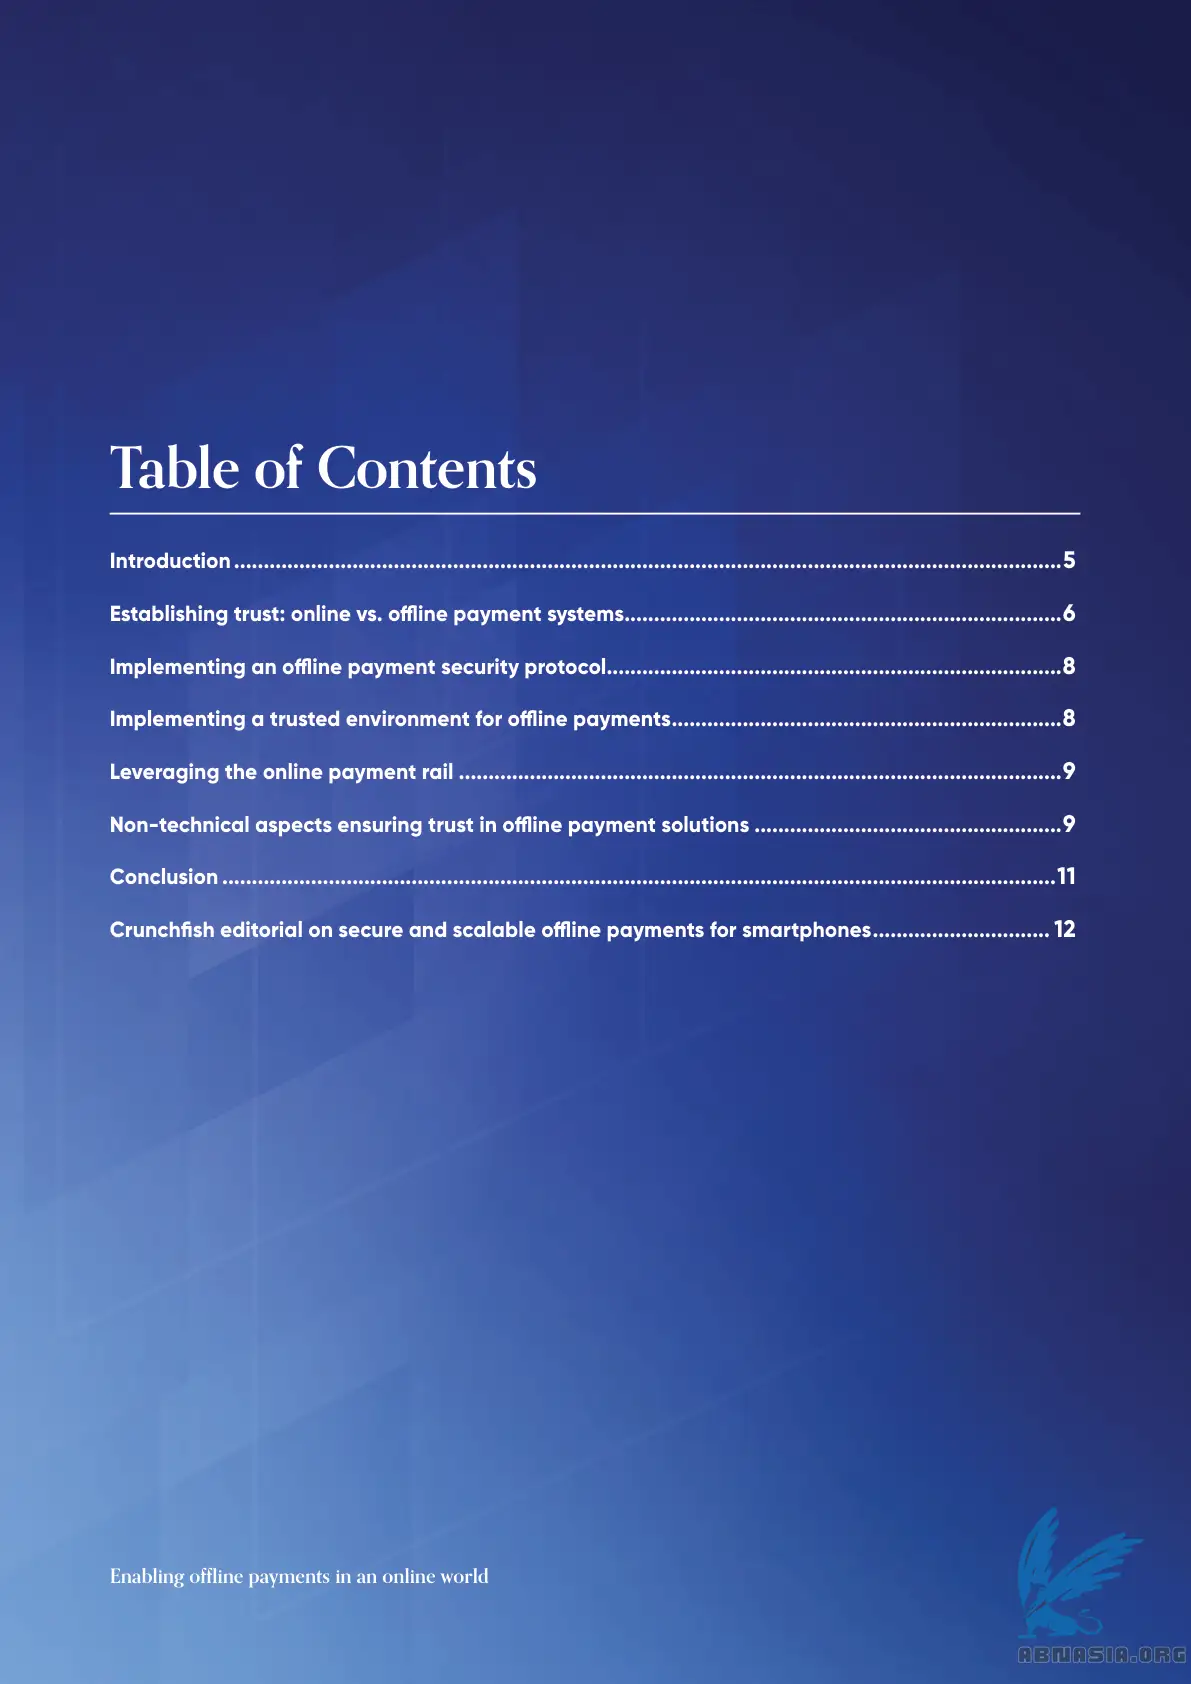 Table of Contents
Introduction ........................................................................................................................................... 5
Establishing trust: online vs. offline payment systems.......................................................................... 6
Implementing an offline payment security protocol............................................................................. 8
Implementing a trusted environment for offline payments.................................................................. 8
Leveraging the online payment rail ...................................................................................................... 9
Non-technical aspects ensuring trust in offline payment solutions .................................................... 9
Conclusion ............................................................................................................................................. 11
Crunchfish editorial on secure and scalable offline payments for smartphones.............................. 12
Enabling offline payments in an online world
ABNASIA.ORG